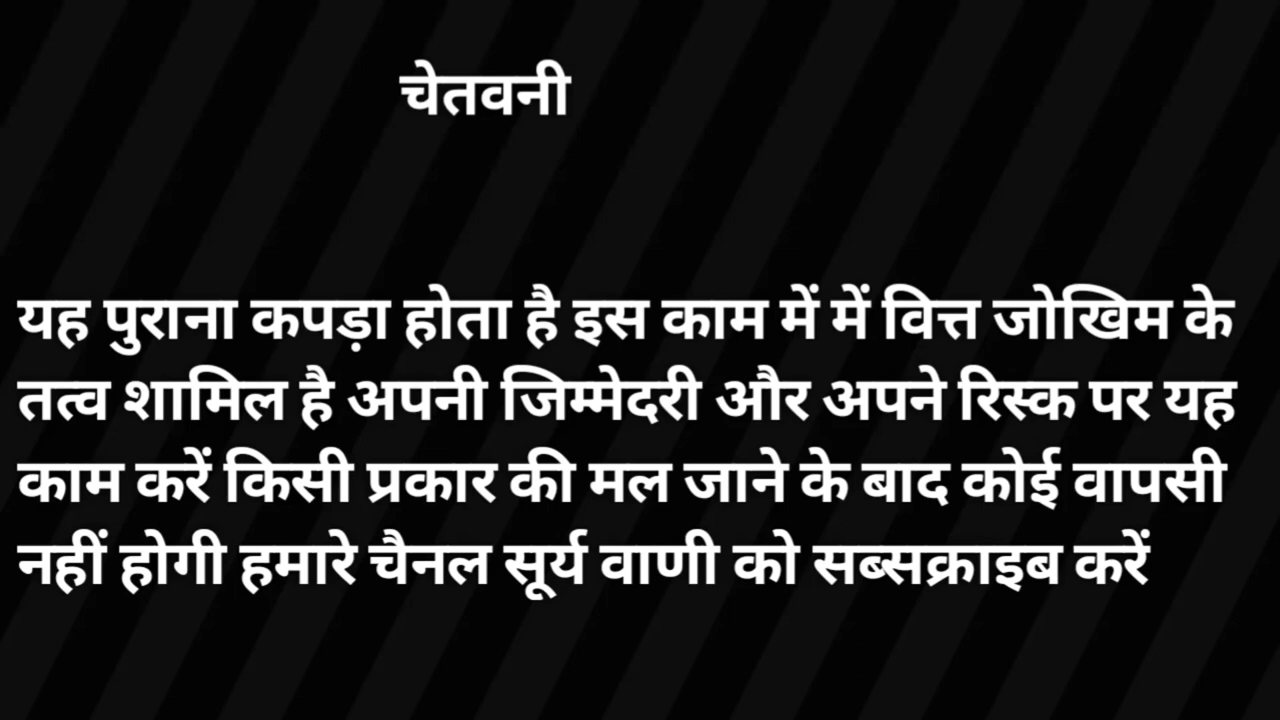 चेतवनी
यह पुराना कपड़ा होता है इस काम में में वित्त जोखिम के
तत्व शामिल है अपनी जिम्मेदरी और अपने रिस्क पर यह
काम करें किसी प्रकार की मल जाने के बाद कोई वापसी
नहीं होगी हमारे चैनल सूर्य वाणी को सब्सक्राइब करें